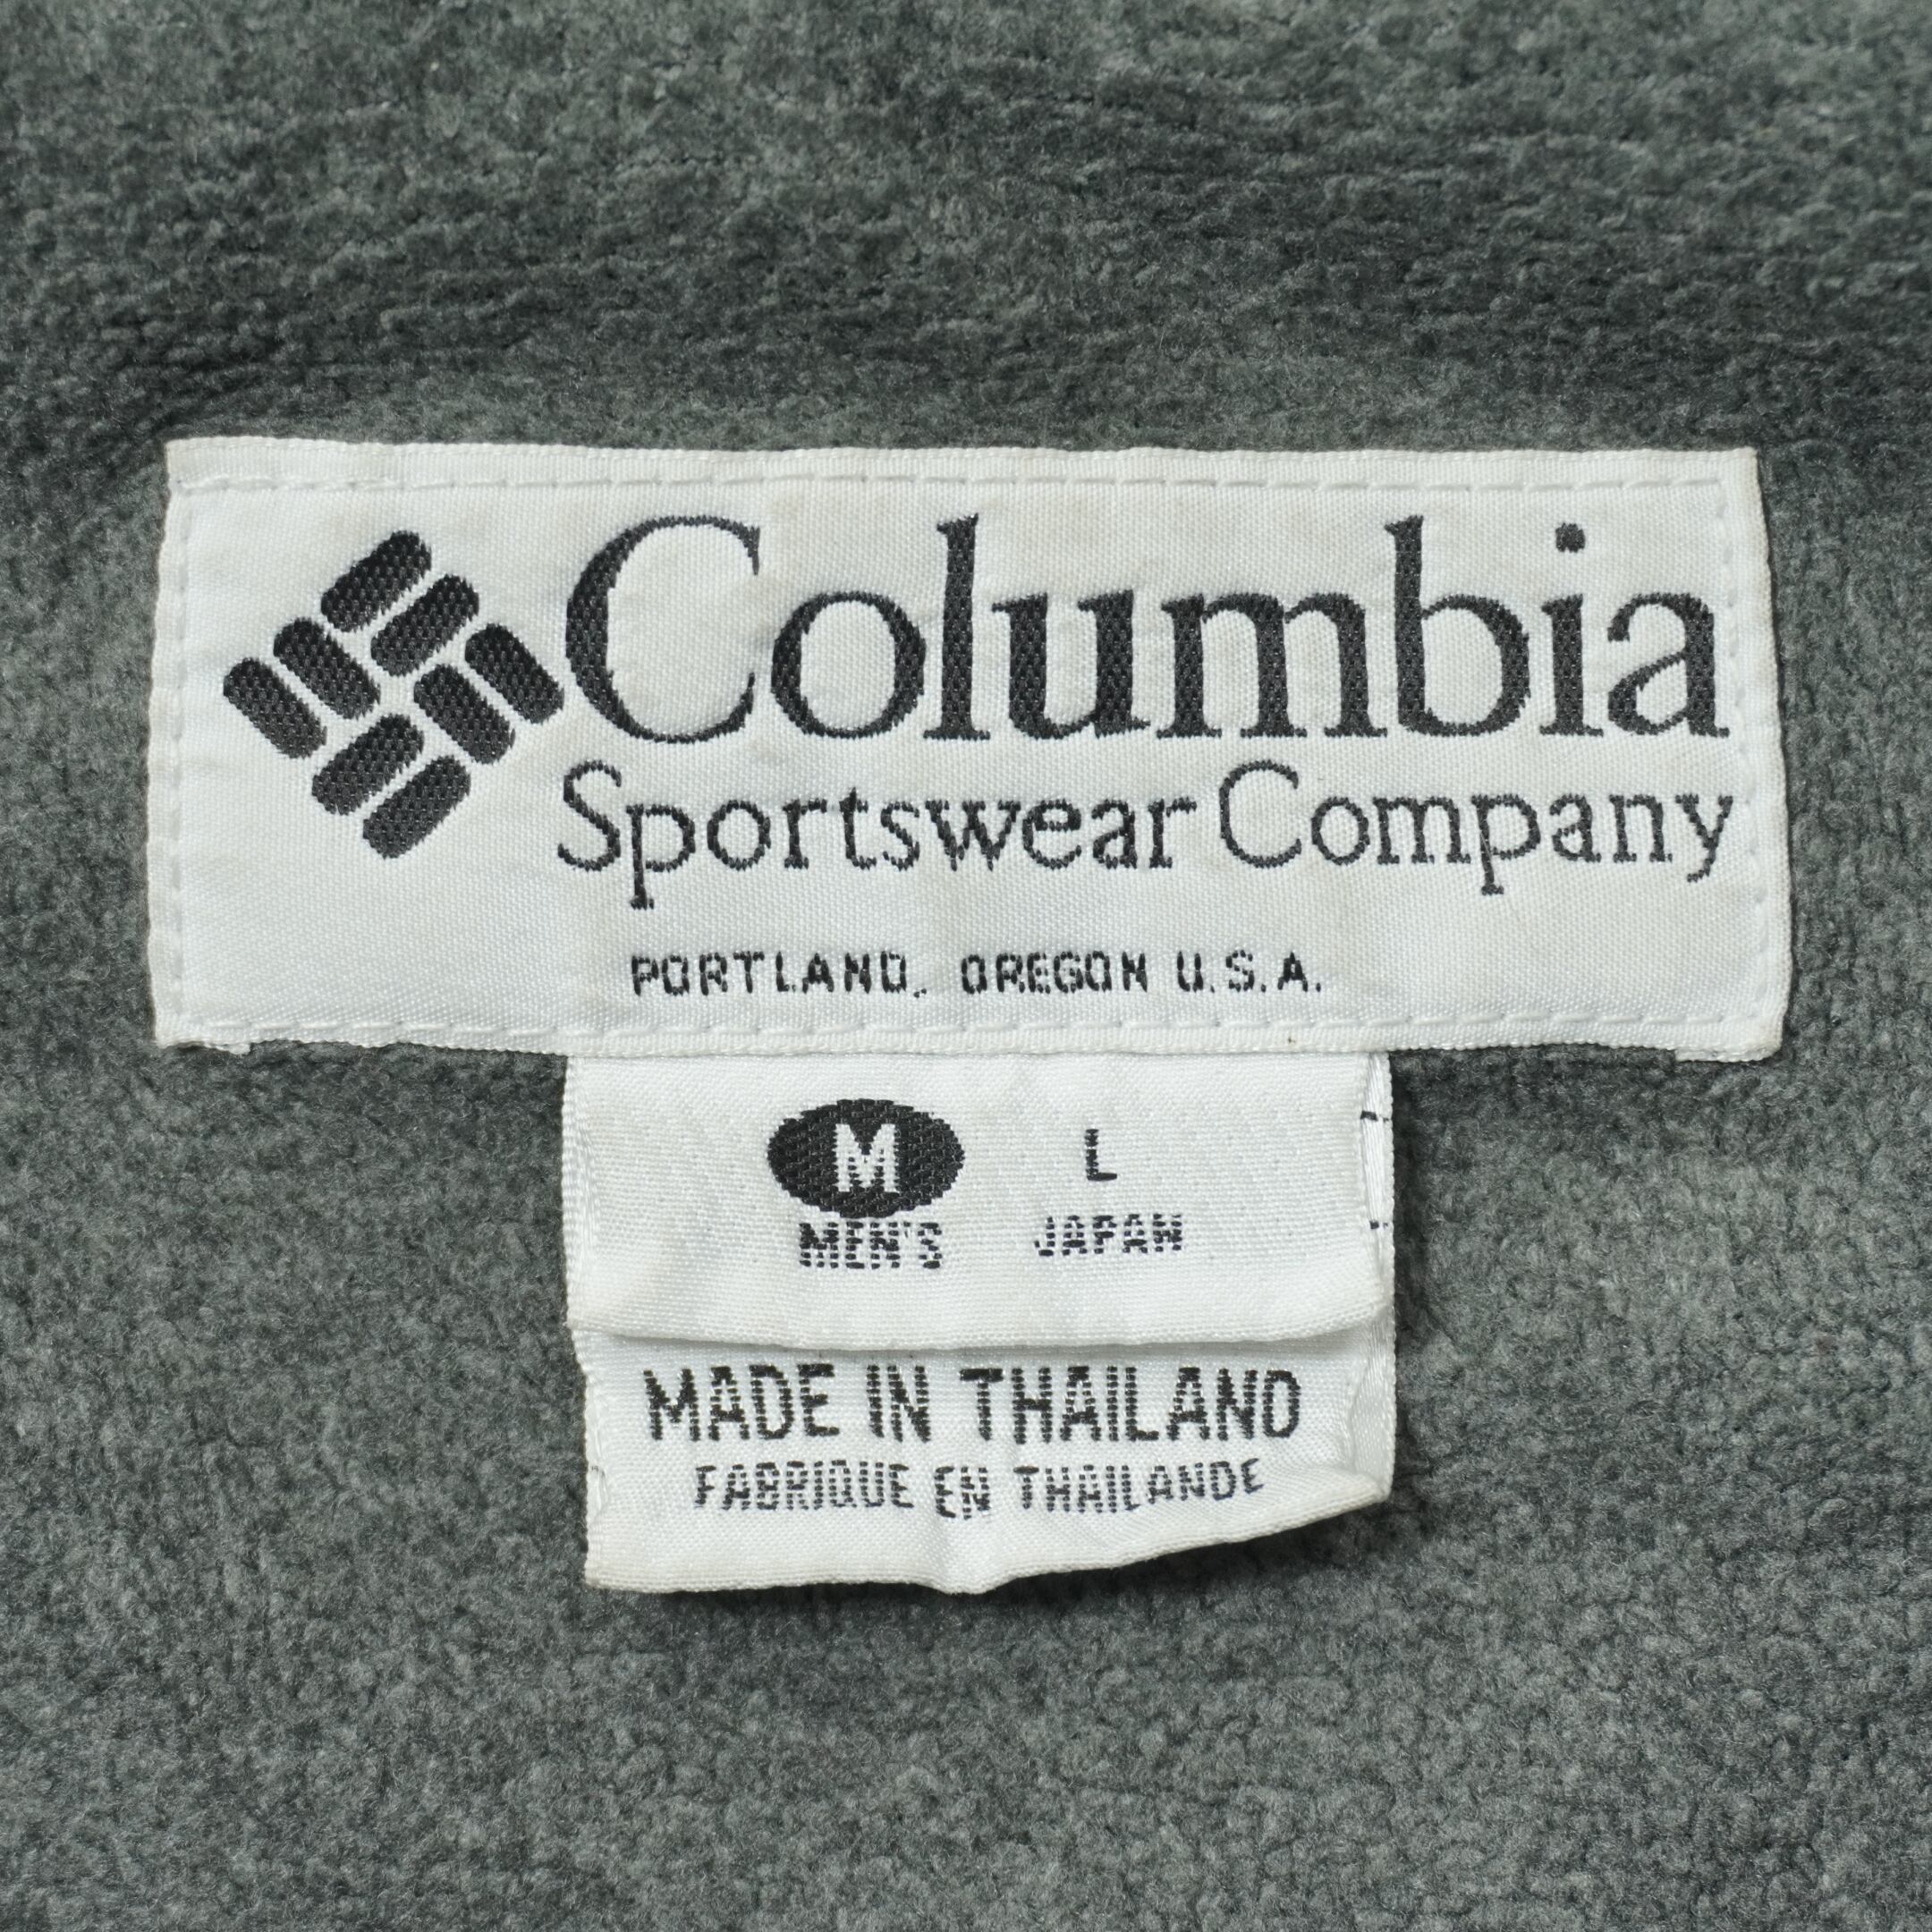 Columbia
Sportswear Company
PORTLAND, OREGON U.S.A.
M L
MEN'S JAPAN
MADE IN THAILAND
FABRIQUE EN THAILANDE